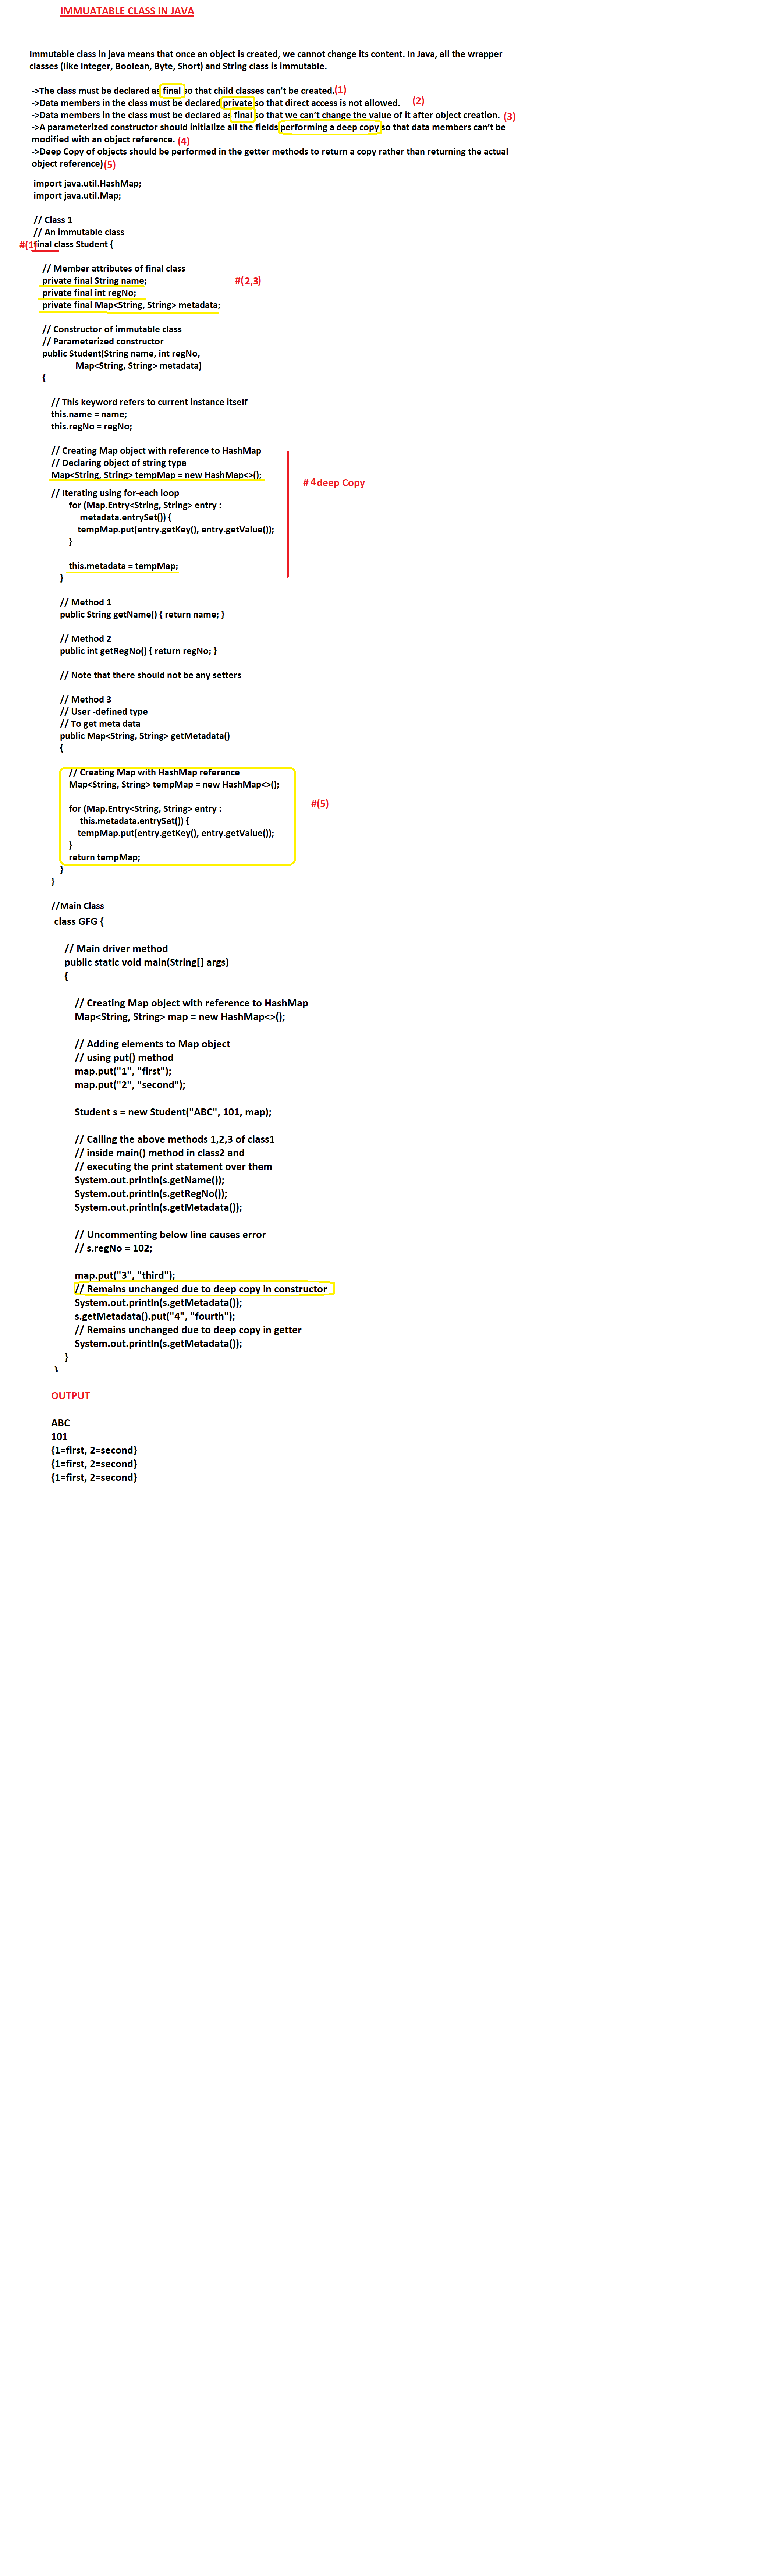 IMMUATABLE CLASS IN JAVA
Immutable class in java means that once an object is created, we cannot change its content. In Java, all the wrapper
classes (like Integer, Boolean, Byte, Short) and String class is immutable.
->The class must be declared as final so that child classes can’t be created.(1)
->Data members in the class must be declared private so that direct access is not allowed. (2)
->Data members in the class must be declared as final so that we can’t change the value of it after object creation. (3)
->A parameterized constructor should initialize all the fields performing a deep copy so that data members can’t be
modified with an object reference. (4)
->Deep Copy of objects should be performed in the getter methods to return a copy rather than returning the actual
object reference)(5)
import java.util.HashMap;
import java.util.Map;
// Class 1
// An immutable class
#(1) final class Student {
// Member attributes of final class
private final String name; #(2,3)
private final int regNo;
private final Map<String, String> metadata;
// Constructor of immutable class
// Parameterized constructor
public Student(String name, int regNo,
Map<String, String> metadata)
{
// This keyword refers to current instance itself
this.name = name;
this.regNo = regNo;
// Creating Map object with reference to HashMap
// Declaring object of string type
Map<String, String> tempMap = new HashMap<>();
# 4deep Copy
// Iterating using for-each loop
for (Map.Entry<String, String> entry :
metadata.entrySet()) {
tempMap.put(entry.getKey(), entry.getValue());
}
this.metadata = tempMap;
}
// Method 1
public String getName() { return name; }
// Method 2
public int getRegNo() { return regNo; }
// Note that there should not be any setters
// Method 3
// User -defined type
// To get meta data
public Map<String, String> getMetadata()
{
// Creating Map with HashMap reference
Map<String, String> tempMap = new HashMap<>();
#(5)
for (Map.Entry<String, String> entry :
this.metadata.entrySet()) {
tempMap.put(entry.getKey(), entry.getValue());
}
return tempMap;
}
}
//Main Class
class GFG {
// Main driver method
public static void main(String[] args)
{
// Creating Map object with reference to HashMap
Map<String, String> map = new HashMap<>();
// Adding elements to Map object
// using put() method
map.put("1", "first");
map.put("2", "second");
Student s = new Student("ABC", 101, map);
// Calling the above methods 1,2,3 of class1
// inside main() method in class2 and
// executing the print statement over them
System.out.println(s.getName());
System.out.println(s.getRegNo());
System.out.println(s.getMetadata());
// Uncommenting below line causes error
// s.regNo = 102;
map.put("3", "third");
// Remains unchanged due to deep copy in constructor
System.out.println(s.getMetadata());
s.getMetadata().put("4", "fourth");
// Remains unchanged due to deep copy in getter
System.out.println(s.getMetadata());
}
}
OUTPUT
ABC
101
{1=first, 2=second}
{1=first, 2=second}
{1=first, 2=second}